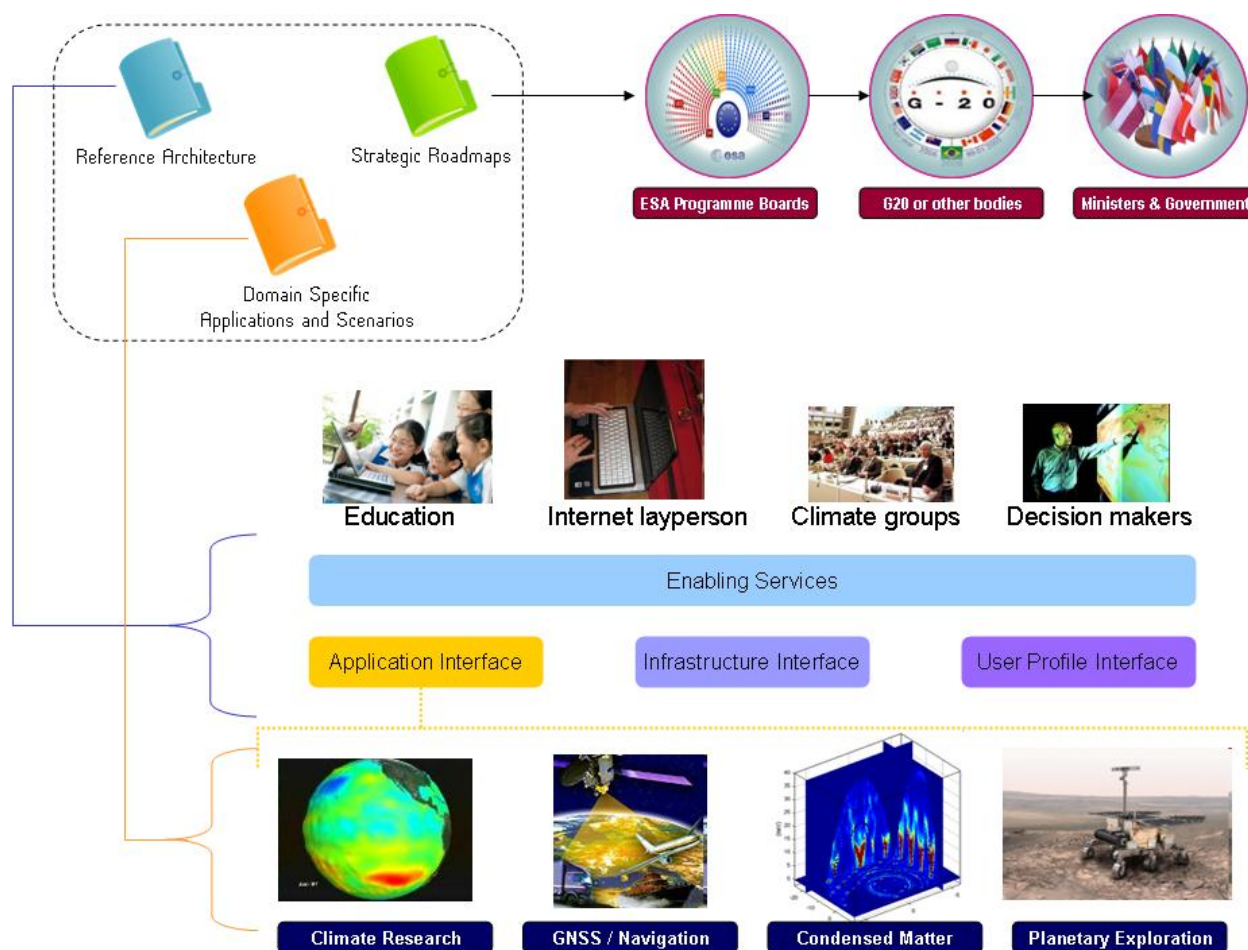 Reference Architecture
Strategic Roadmaps
Domain Specific
Applications and Scenarios
esa
G - 20
ESA Programme Boards
G20 or other bodies
Ministers & Government
Education
Internet layperson
Climate groups
Decision makers
Enabling Services
Application Interface
Infrastructure Interface
User Profile Interface
Climate Research
GNSS / Navigation
Condensed Matter
Planetary Exploration